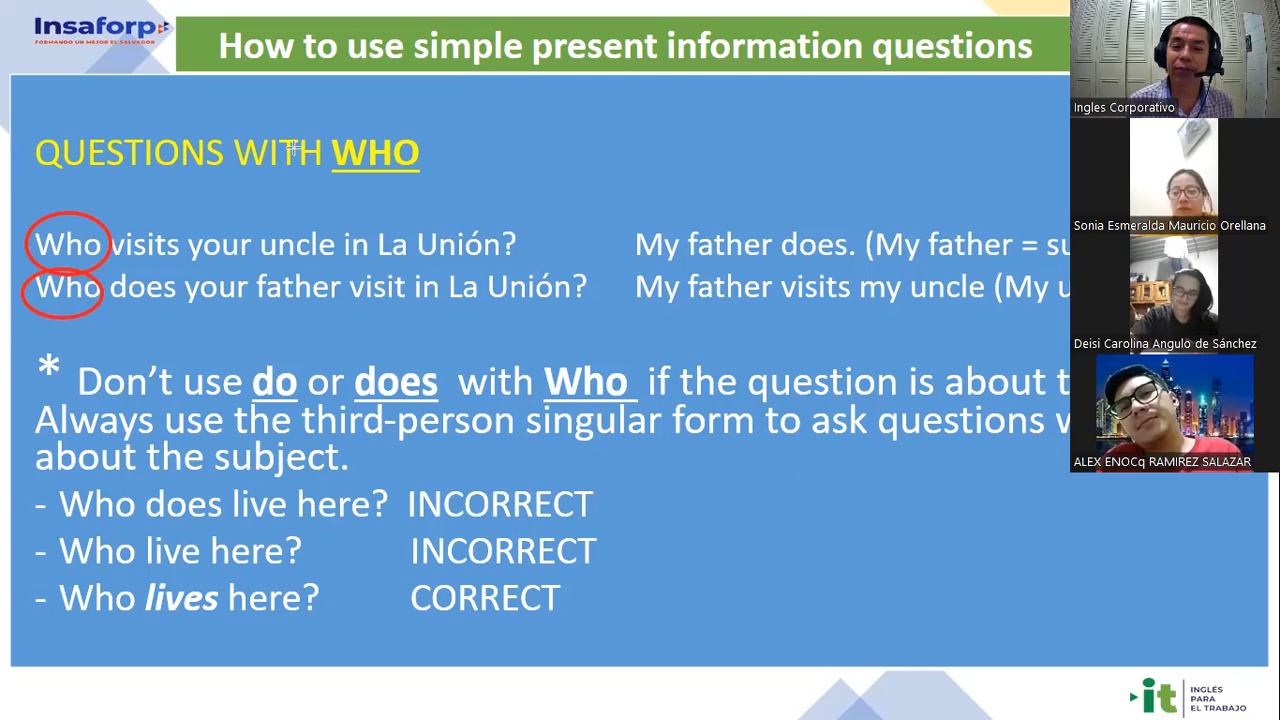 Insaforp
FORMANDO UN MEJOR EL SALVADOR
How to use simple present information questions
Ingles Corporativo
QUESTIONS WITH WHO
Who visits your uncle in La Unión? My father does. (My father = su
Sonia Esmeralda Mauricio Orellana
Who does your father visit in La Unión? My father visits my uncle (My u
Deisi Carolina Angulo de Sánchez
* Don’t use do or does with Who if the question is about t
Always use the third-person singular form to ask questions w
about the subject.
ALEX ENOCq RAMIREZ SALAZAR
- Who does live here? INCORRECT
- Who live here? INCORRECT
- Who lives here? CORRECT
it INGLÉS
PARA
EL TRABAJO